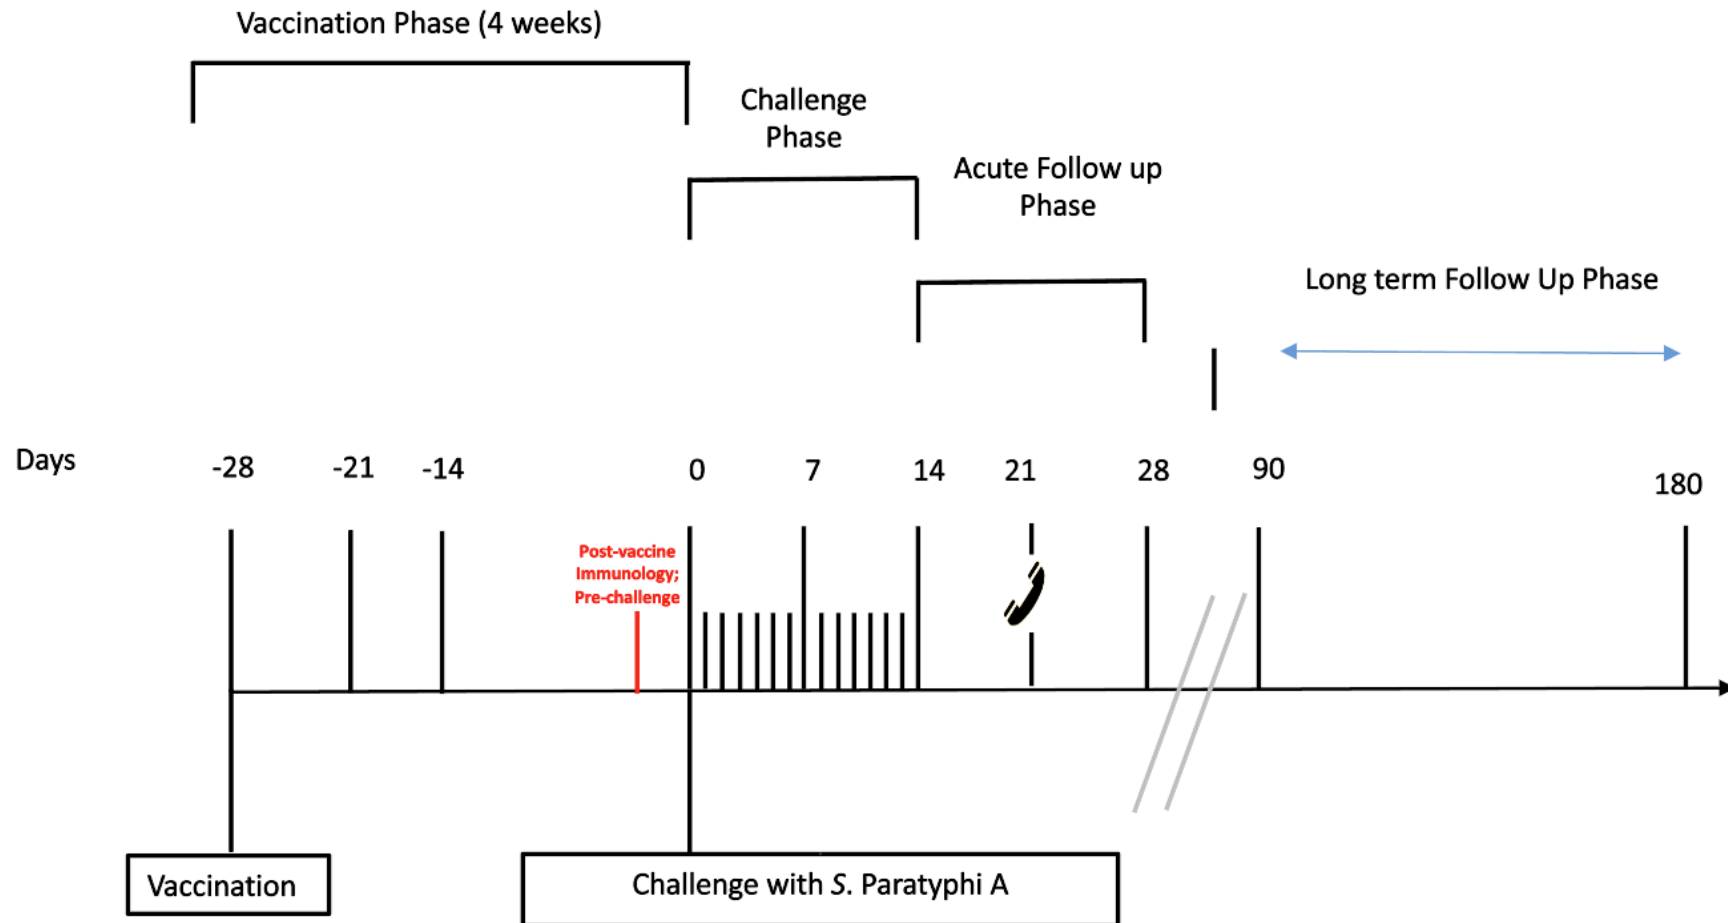 Vaccination Phase (4 weeks)
Challenge
Phase
Acute Follow up
Phase
Long term Follow Up Phase
Days
-28
-21
-14
0
7
14
21
28
90
180
Post-vaccine
Immunology;
Pre-challenge
Vaccination
Challenge with S. Paratyphi A